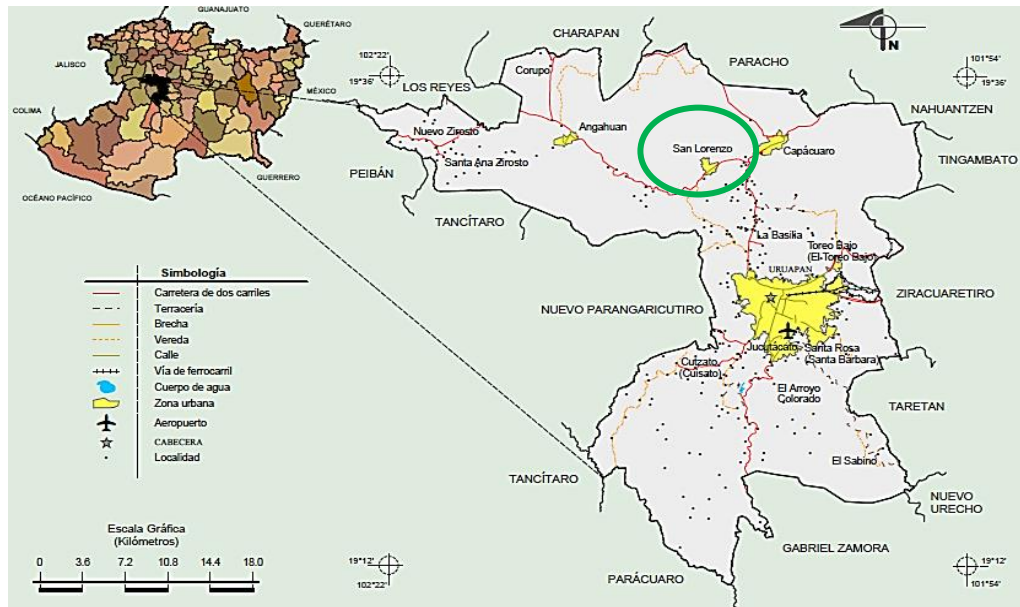 GUANAJUATO
QUERÉTARO
JALISCO
MÉXICO
COLIMA
GUERRERO
OCÉANO PACÍFICO
N
102°22'
19°36'
101°54'
19°36'
CHARAPAN
PARACHO
LOS REYES
NAHUANTZEN
Corupo
Nuevo Zirosto
Angahuan
San Lorenzo
Capácuaro
Santa Ana Zirosto
TINGAMBATO
PEIBÁN
TANCÍTARO
La Basilia
Toreo Bajo
(El Toreo Bajo)
URUAPAN
ZIRACUARETIRO
NUEVO PARANGARICUTIRO
Jucutacato
Santa Rosa
(Santa Bárbara)
Cutzato
(Cuisato)
El Arroyo
Colorado
TARETAN
El Sabino
TANCÍTARO
NUEVO
URECHO
GABRIEL ZAMORA
PARÁCUARO
19°12'
102°22'
19°12'
101°54'
Simbología
Carretera de dos carriles
Terracería
Brecha
Vereda
Calle
Vía de ferrocarril
Cuerpo de agua
Zona urbana
Aeropuerto
CABECERA
Localidad
Escala Gráfica
(Kilómetros)
0 3.6 7.2 10.8 14.4 18.0